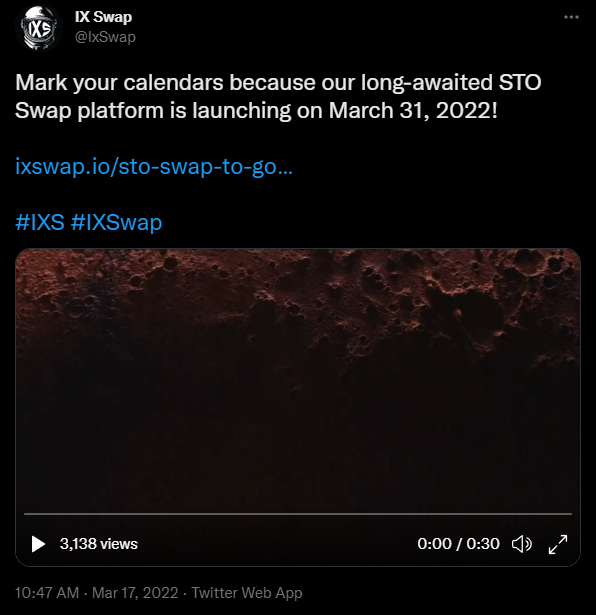 IX Swap
@IxSwap
IXS
Mark your calendars because our long-awaited STO
Swap platform is launching on March 31, 2022!
ixswap.io/sto-swap-to-go...
#IXS #IXSwap
3,138 views
0:00 / 0:30
10:47 AM · Mar 17, 2022 · Twitter Web App